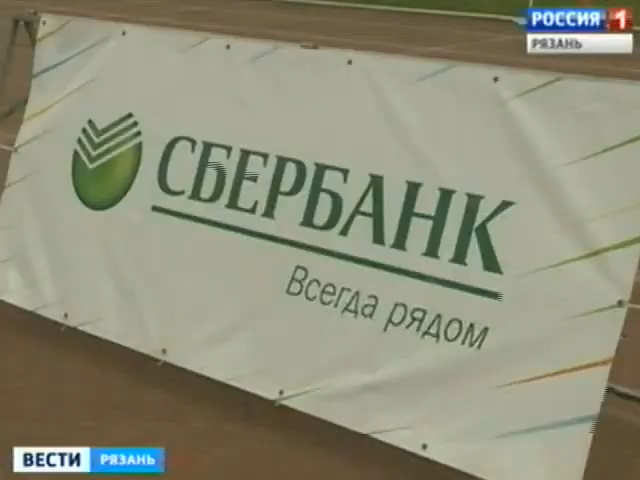 РОССИЯ 1
РЯЗАНЬ
СБЕРБАНК
Всегда рядом
ВЕСТИ РЯЗАНЬ